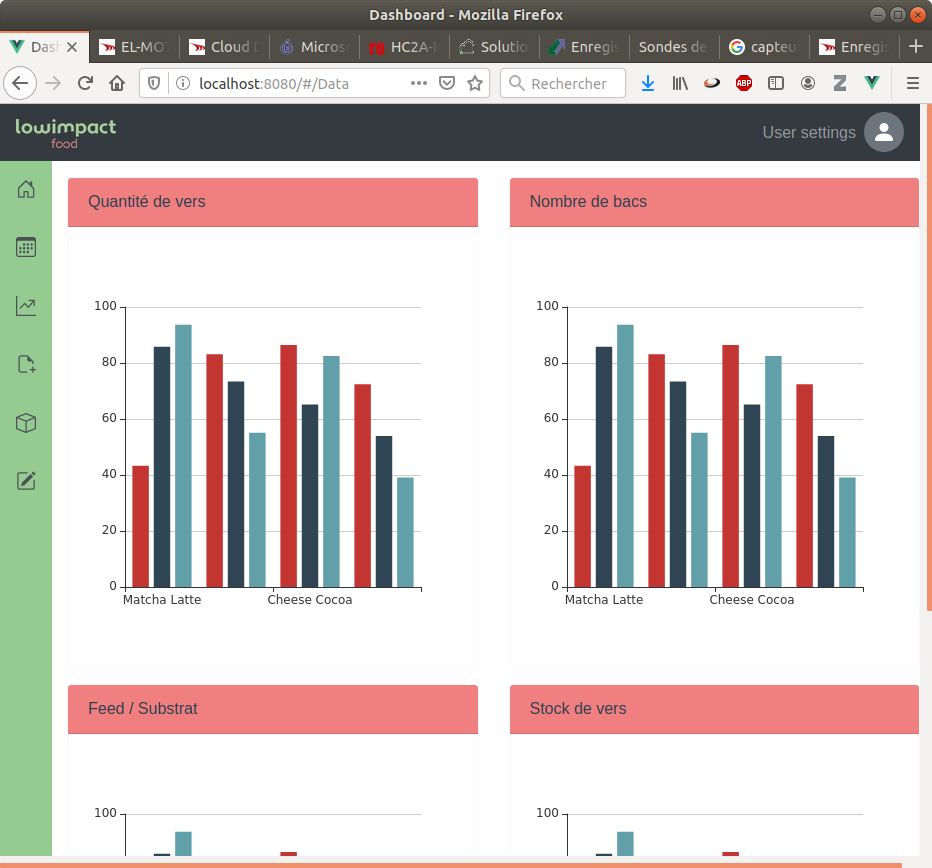 Dashboard - Mozilla Firefox
Das
EL-MO
Cloud
Micros
HC2A-
Solutio
Enregis
Sondes de
capteu
Enregis
localhost:8080/#/Data
Rechercher
ABP
lowimpact
food
User settings
Quantité de vers
Nombre de bacs
100
80
60
40
20
0
Matcha Latte
Cheese Cocoa
100
80
60
40
20
0
Matcha Latte
Cheese Cocoa
Feed / Substrat
Stock de vers
100
100